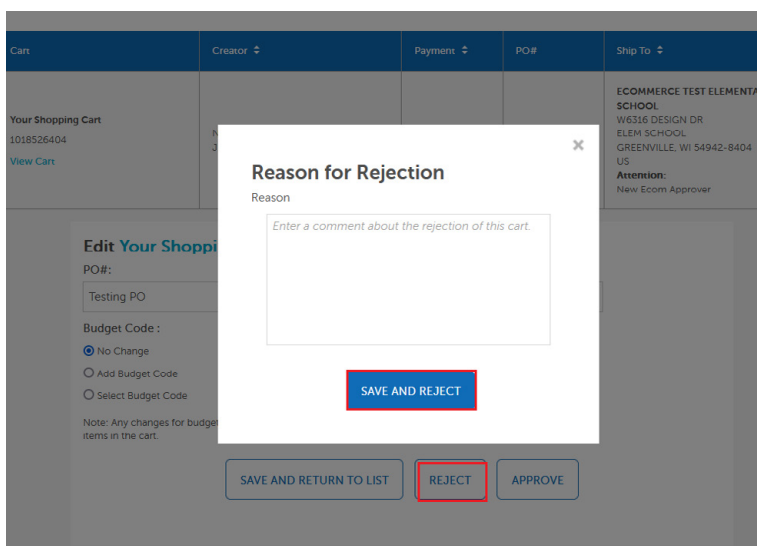 Cart
Creator
Payment
PO#
Ship To
Your Shopping Cart
1018526404
View Cart
N
J
ECOMMERCE TEST ELEMENTA
SCHOOL
W6316 DESIGN DR
ELEM SCHOOL
GREENVILLE, WI 54942-8404
US
Attention:
New Ecom Approver
×
Reason for Rejection
Reason
Enter a comment about the rejection of this cart.
SAVE AND REJECT
Edit Your Shoppi
PO#:
Testing PO
Budget Code :
No Change
Add Budget Code
Select Budget Code
Note: Any changes for budget
items in the cart.
SAVE AND RETURN TO LIST
REJECT
APPROVE